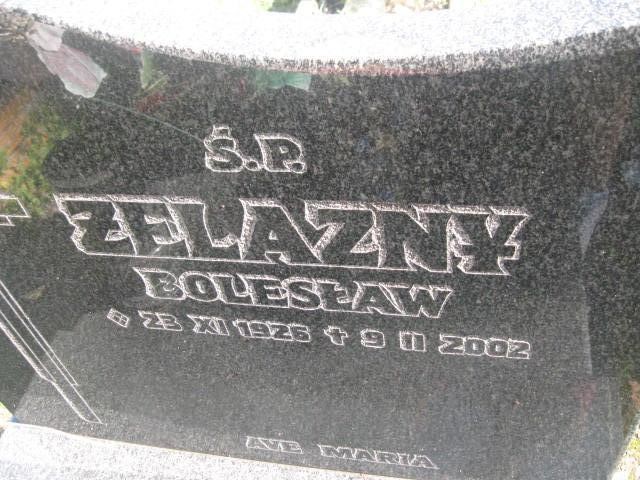 Ś.P.
ŻELAZNY
BOLESŁAW
23 XI 1926 ✝ 9 II 2002
AVE MARIA